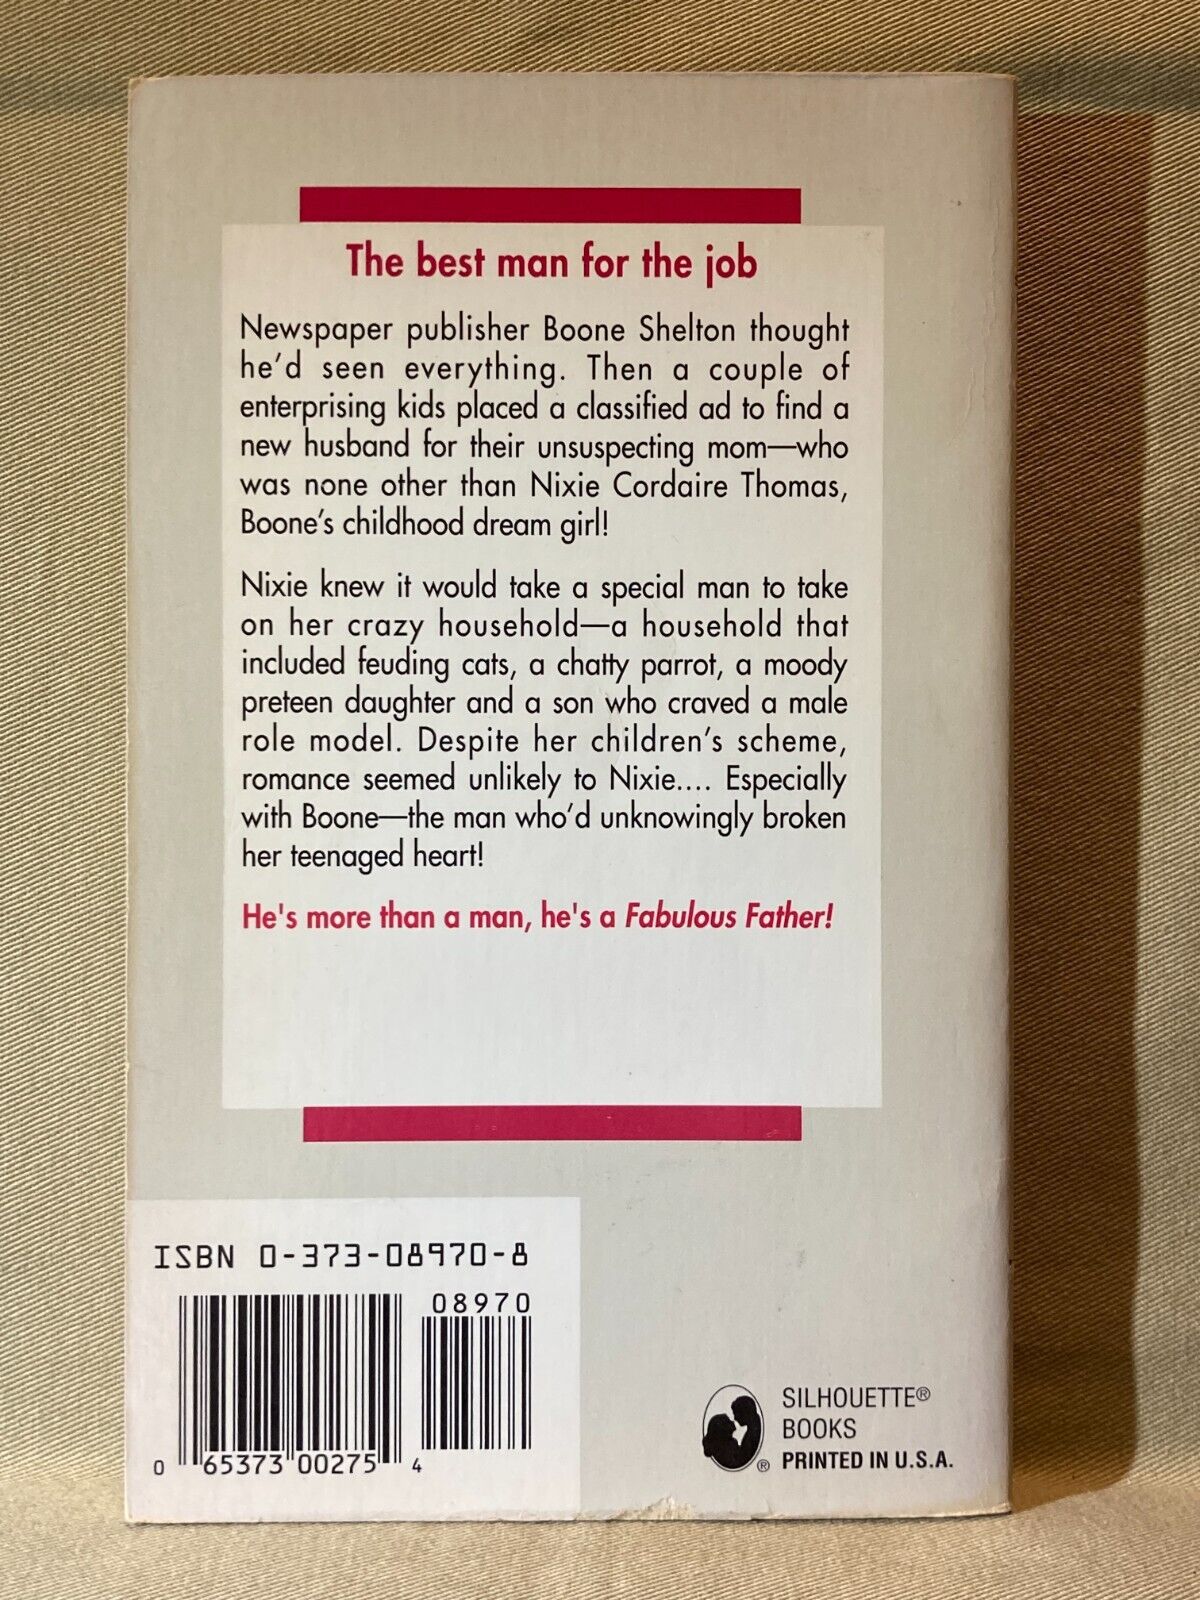 The best man for the job
Newspaper publisher Boone Shelton thought
he'd seen everything. Then a couple of
enterprising kids placed a classified ad to find a
new husband for their unsuspecting mom—who
was none other than Nixie Cordaire Thomas,
Boone's childhood dream girl!
Nixie knew it would take a special man to take
on her crazy household—a household that
included feuding cats, a chatty parrot, a moody
preteen daughter and a son who craved a male
role model. Despite her children's scheme,
romance seemed unlikely to Nixie.... Especially
with Boone—the man who'd unknowingly broken
her teenaged heart!
He's more than a man, he's a Fabulous Father!
ISBN 0-373-08970-8
08970
0 65373 00275 4
SILHOUETTE®
BOOKS
® PRINTED IN U.S.A.